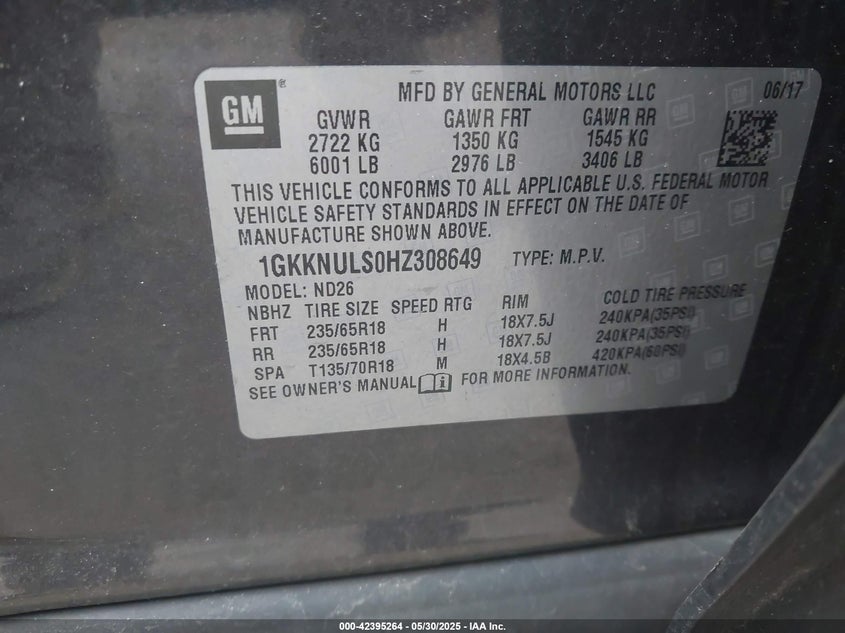 GM ®
MFD BY GENERAL MOTORS LLC 06/17
GVWR GAWR FRT GAWR RR
2722 KG 1350 KG 1545 KG
6001 LB 2976 LB 3406 LB
THIS VEHICLE CONFORMS TO ALL APPLICABLE U.S. FEDERAL MOTOR
VEHICLE SAFETY STANDARDS IN EFFECT ON THE DATE OF
MANUFACTURE SHOWN ABOVE.
1GKKNULS0HZ308649 TYPE: M.P.V.
MODEL: ND26
NBHZ TIRE SIZE SPEED RTG RIM COLD TIRE PRESSURE
FRT 235/65R18 H 18X7.5J 240KPA(35PSI)
RR 235/65R18 H 18X7.5J 240KPA(35PSI)
SPA T135/70R18 M 18X4.5B 420KPA(60PSI)
SEE OWNER'S MANUAL i FOR MORE INFORMATION.
000-42395264 - 05/30/2025 - IAA Inc.